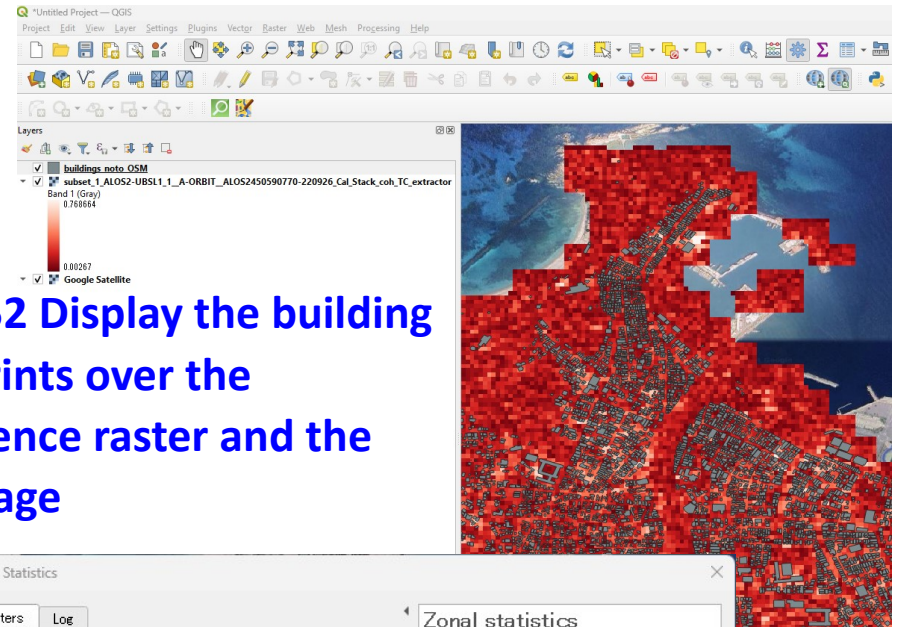 *Untitled Project — QGIS
Project Edit View Layer Settings Plugins Vector Raster Web Mesh Processing Help
Layers
buildings noto OSM
subset_1_ALOS2-UBSL1_1__A-ORBIT__ALOS2450590770-220926_Cal_Stack_coh_TC_extractor
Band 1 (Gray)
0.768664
0.00267
Google Satellite
2 Display the building
ints over the
ence raster and the
age
Statistics
ters Log
Zonal statistics